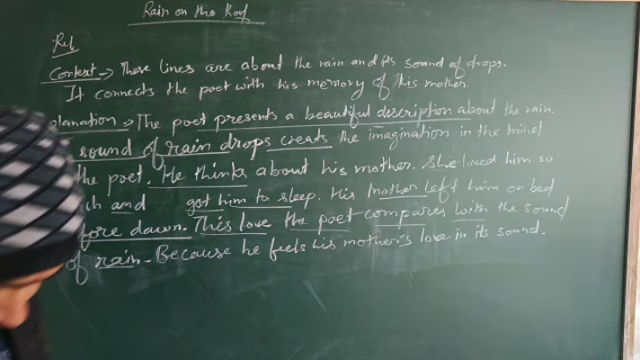 Rain on the Roof
Ref
Context → These lines are about the rain and its sound of drops.
It connects the poet with his memory of his mother.
planation → The poet presents a beautiful description about the rain.
sound of rain drops creats the imagination in the mind
the poet. He thinks about his mother. She loved him so
ch and got him to sleep. His mother left him on bed
fore dawn. This love the poet compares with the sound
of rain. Because he feels his mother's love in its sound.